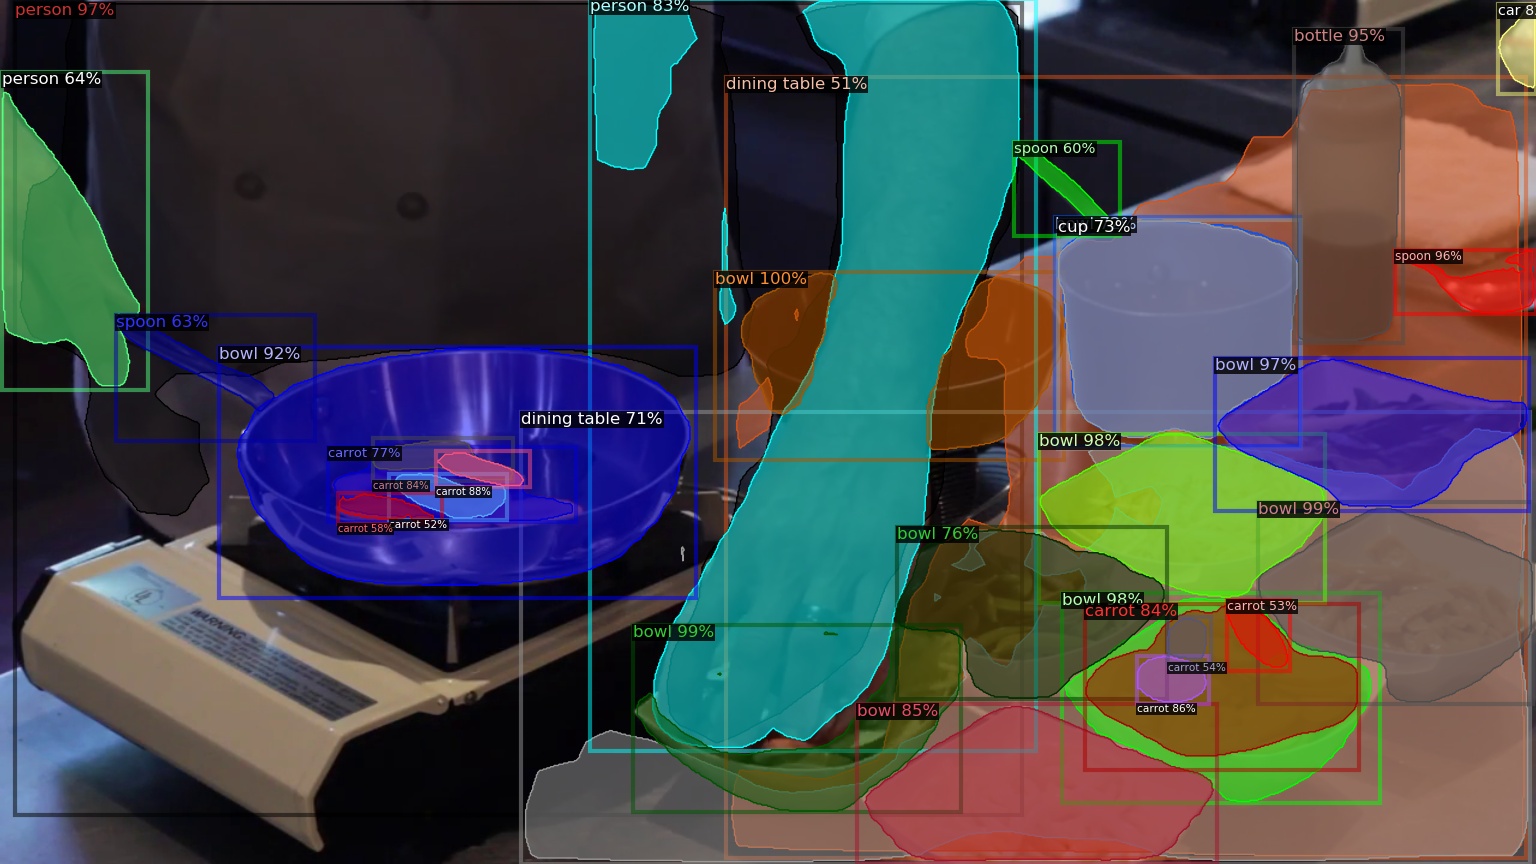 person 97%
person 83%
car 8
bottle 95%
person 64%
dining table 51%
spoon 60%
cup 73%
spoon 96%
bowl 100%
spoon 63%
bowl 92%
bowl 97%
dining table 71%
bowl 98%
carrot 77%
carrot 84%
carrot 88%
bowl 99%
carrot 58%
carrot 52%
bowl 76%
bowl 98%
carrot 84%
carrot 53%
WARNING
bowl 99%
carrot 54%
carrot 86%
bowl 85%